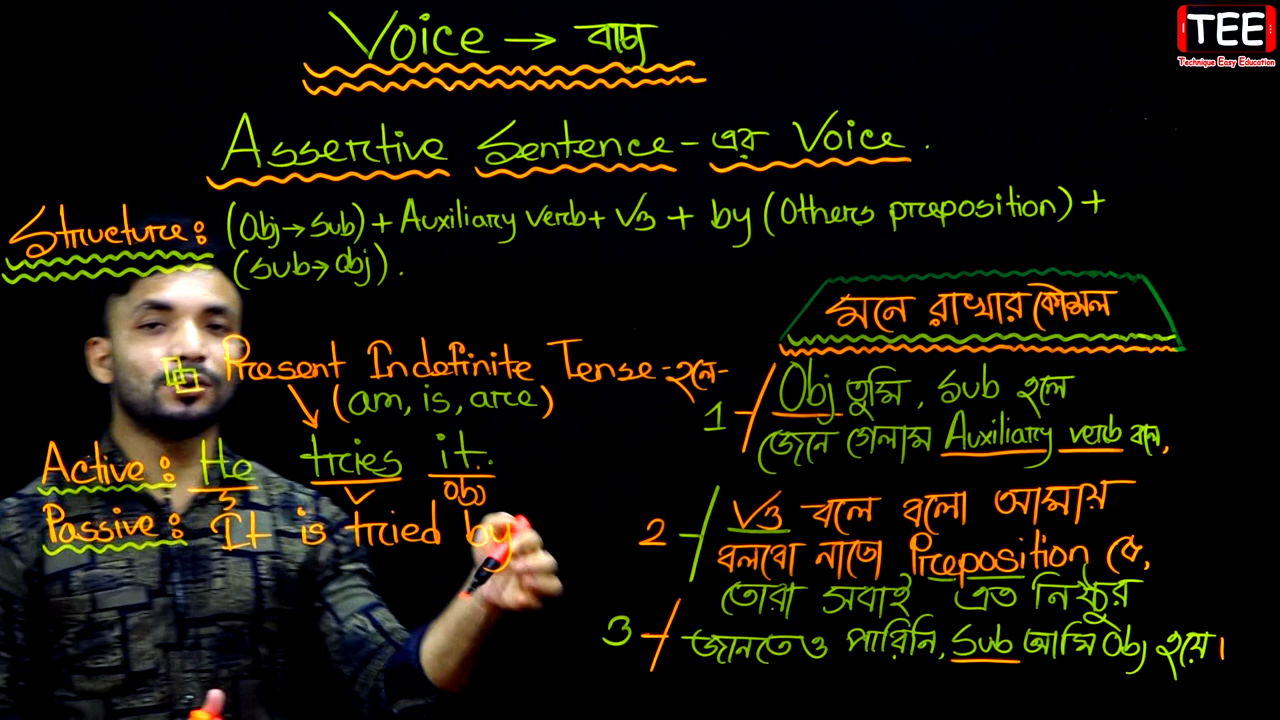 Voice → বাচ্য
TEE
Technique Easy Education
Assertive Sentence - এর Voice.
Structure: (Obj→Sub) + Auxiliary verb + V3 + by (Others preposition) +
(Sub→obj).
মনে রাখার কৌশল
Present Indefinite Tense - হলে-
(am, is, are)
1 Obj তুমি, Sub হলে
জেনে গেলাম Auxiliary verb বলে,
Active: He tries it.
S V obj
Passive: It is tried by
2 V3 বলে বলো আমায়
বলবো নাতো Preposition কে,
তোরা সবাই এত নিষ্ঠুর
3 জানতেও পারিনি, Sub আমি Obj হয়ে।